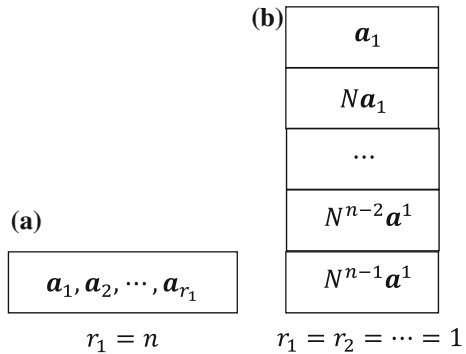 (a)
𝒂₁, 𝒂₂, ⋯, 𝒂ᵣ₁
r₁ = n
(b)
𝒂₁
N𝒂₁
⋯
Nⁿ⁻²𝒂¹
Nⁿ⁻¹𝒂¹
r₁ = r₂ = ⋯ = 1